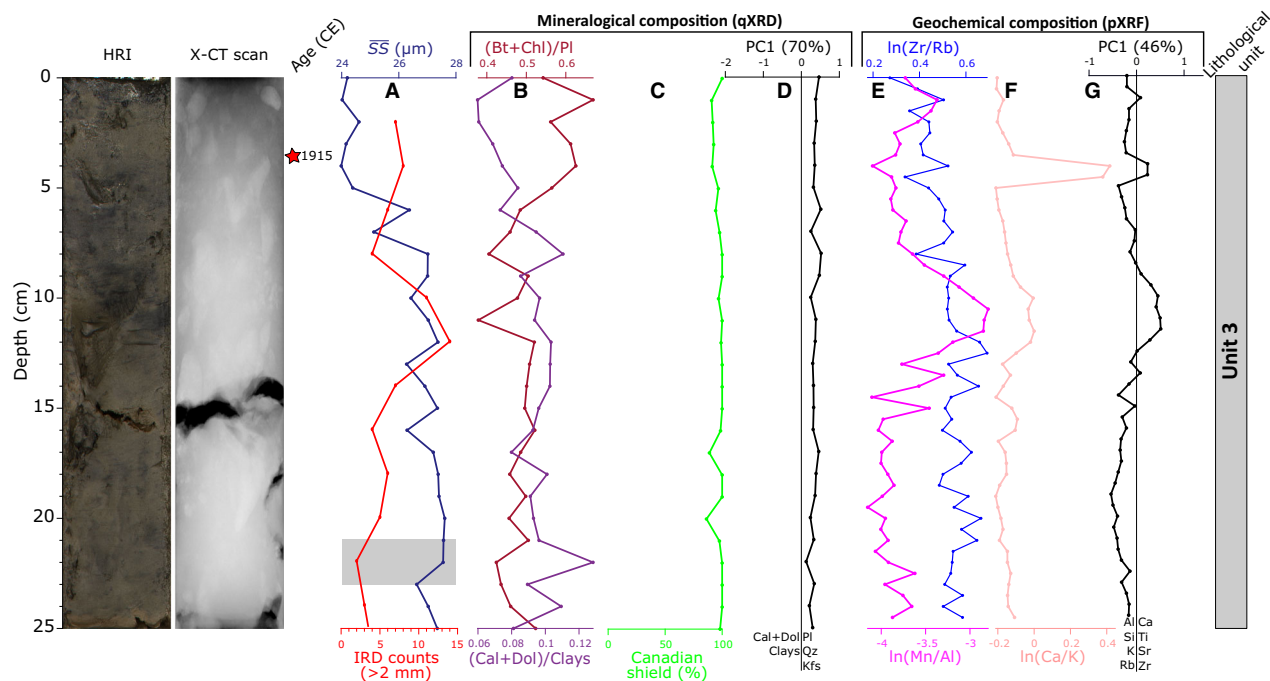 Mineralogical composition (qXRD)
Geochemical composition (pXRF)
HRI
X-CT scan
Age (CE)
SS (µm)
(Bt+Chl)/Pl
PC1 (70%)
ln(Zr/Rb)
PC1 (46%)
Lithological
unit
24 26 28
0.4 0.5 0.6
-2 -1 0 1
0.2 0.4 0.6
-1 0 1
A B C D E F G
Depth (cm)
0
5
10
15
20
25
1915
Unit 3
0 5 10 15
IRD counts
(>2 mm)
0.06 0.08 0.1 0.12
(Cal+Dol)/Clays
0 50 100
Canadian
shield (%)
Cal+Dol Pl
Clays Qz
Kfs
-4 -3.5 -3
ln(Mn/Al)
-0.2 0 0.2 0.4
ln(Ca/K)
Al Ca
Si Ti
K Sr
Rb Zr